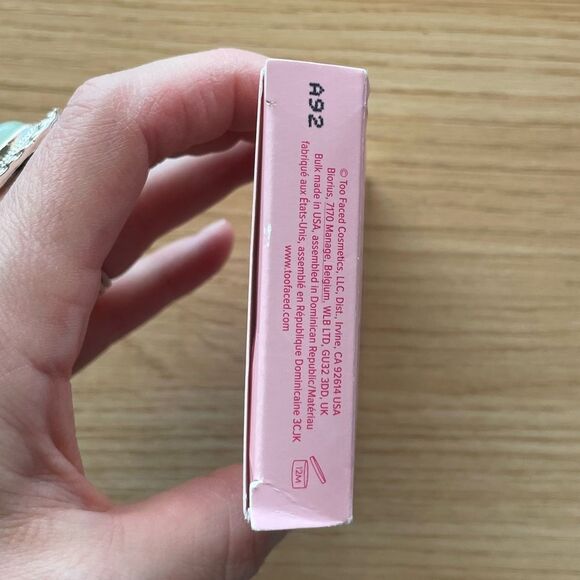 A92
© Too Faced Cosmetics, LLC, Dist., Irvine, CA 92614 USA
Biorius, 7170 Manage, Belgium, WLB LTD, GU32 3DD, UK
Bulk made in USA, assembled in Dominican Republic/Matériau
fabriqué aux États-Unis, assemblé en République Dominicaine 3CJK
www.toofaced.com
12M